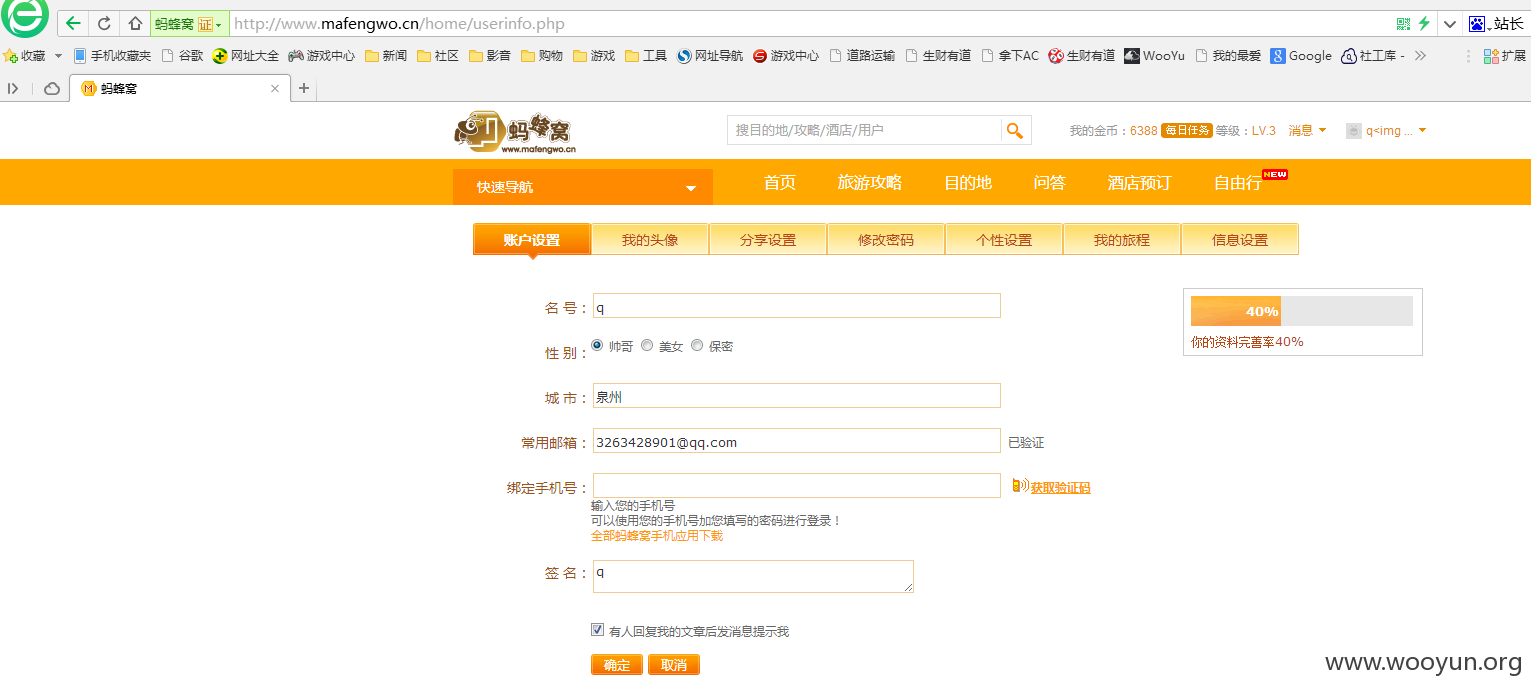 蚂蜂窝 证 http://www.mafengwo.cn/home/userinfo.php 站长
收藏 手机收藏夹 谷歌 网址大全 游戏中心 新闻 社区 影音 购物 游戏 工具 网址导航 游戏中心 道路运输 生财有道 拿下AC 生财有道 WooYu 我的最爱 Google 社工库 - 扩展
蚂蜂窝
蚂蜂窝 www.mafengwo.cn
搜目的地/攻略/酒店/用户
我的金币:6388 每日任务 等级:LV.3 消息 q<img ...
快速导航 首页 旅游攻略 目的地 问答 酒店预订 自由行 NEW
账户设置 我的头像 分享设置 修改密码 个性设置 我的旅程 信息设置
名 号: q
40%
你的资料完善率40%
性 别: 帅哥 美女 保密
城 市: 泉州
常用邮箱: 3263428901@qq.com 已验证
绑定手机号: 获取验证码
输入您的手机号
可以使用您的手机号加您填写的密码进行登录!
全部蚂蜂窝手机应用下载
签 名: q
有人回复我的文章后发消息提示我
确定 取消
www.wooyun.org